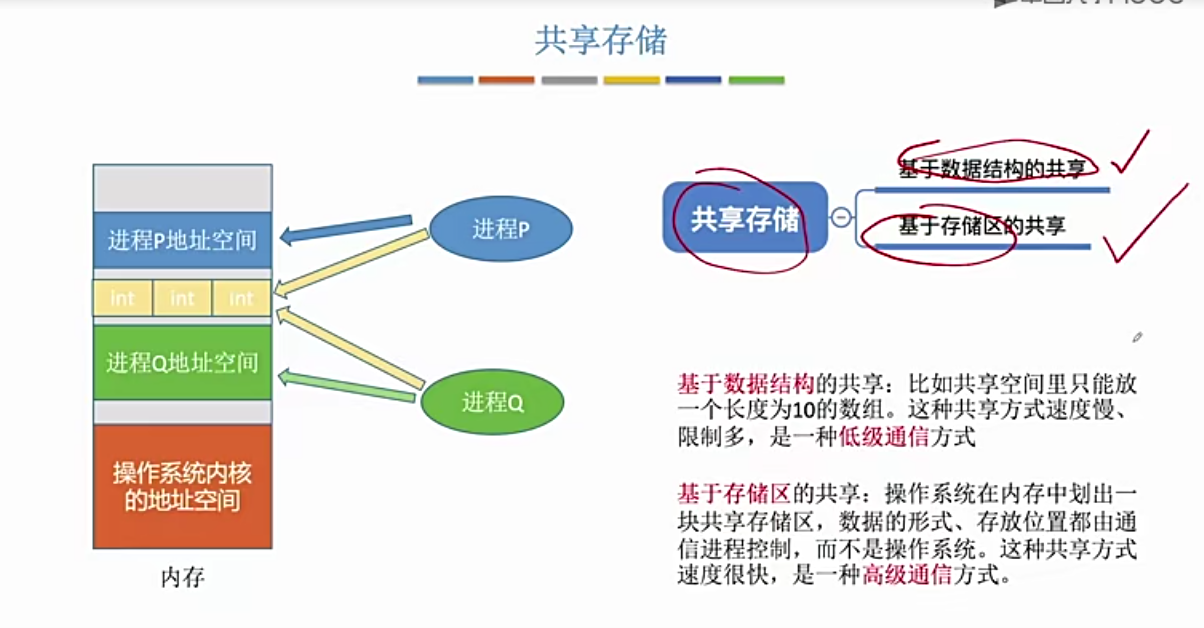 共享存储
进程P地址空间
int int int
进程Q地址空间
操作系统内核
的地址空间
内存
进程P
进程Q
共享存储
基于数据结构的共享
基于存储区的共享
基于数据结构的共享：比如共享空间里只能放
一个长度为10的数组。这种共享方式速度慢、
限制多，是一种低级通信方式
基于存储区的共享：操作系统在内存中划出一
块共享存储区，数据的形式、存放位置都由通
信进程控制，而不是操作系统。这种共享方式
速度很快，是一种高级通信方式。